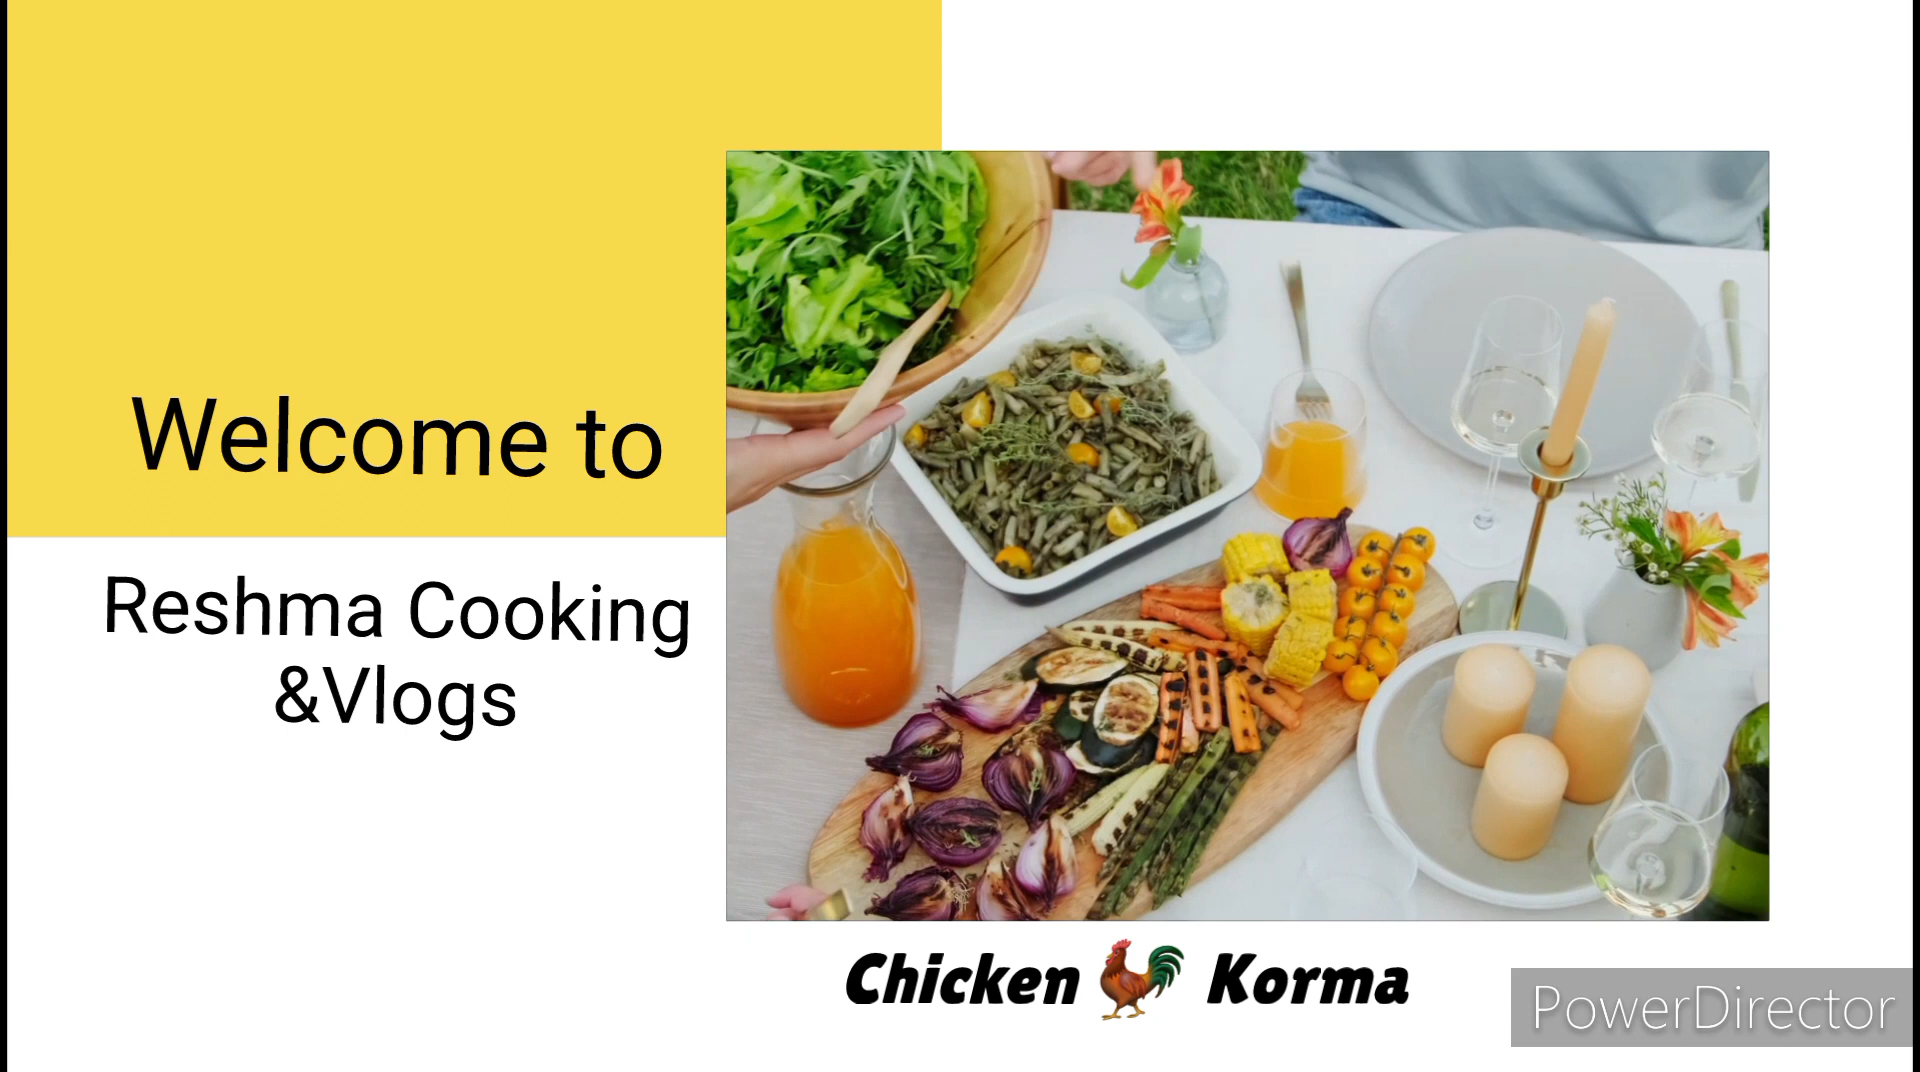 Welcome to
Reshma Cooking
&Vlogs
Chicken 🐓 Korma
PowerDirector